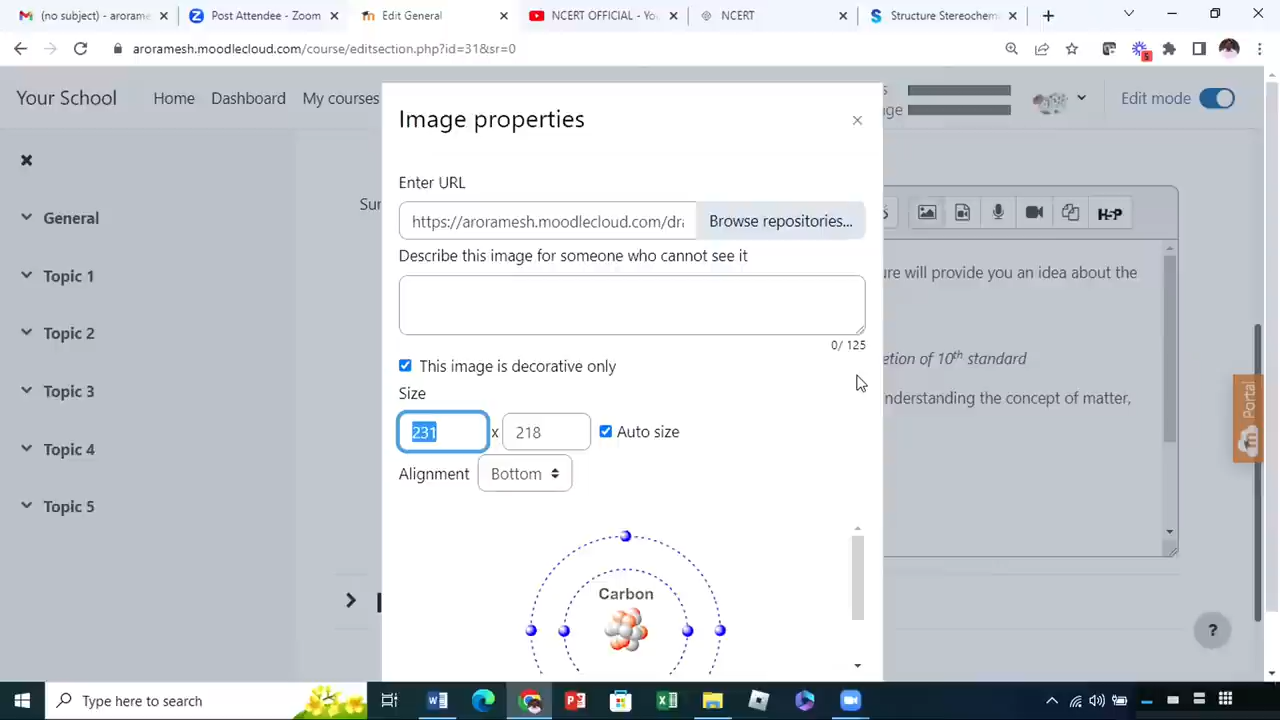 (no subject) - arorame
Post Attendee - Zoom
Edit General
NCERT OFFICIAL - Yo
NCERT
Structure Stereochem
aroramesh.moodlecloud.com/course/editsection.php?id=31&sr=0
5
Your School
Home
Dashboard
My courses
Edit mode
Image properties
Enter URL
https://aroramesh.moodlecloud.com/dra
Browse repositories...
Describe this image for someone who cannot see it
0/ 125
This image is decorative only
Size
231 x 218
Auto size
Alignment
Bottom
Carbon
General
Topic 1
Topic 2
Topic 3
Topic 4
Topic 5
Sur
H-P
ure will provide you an idea about the
etion of 10th standard
nderstanding the concept of matter,
Portal
?
Type here to search